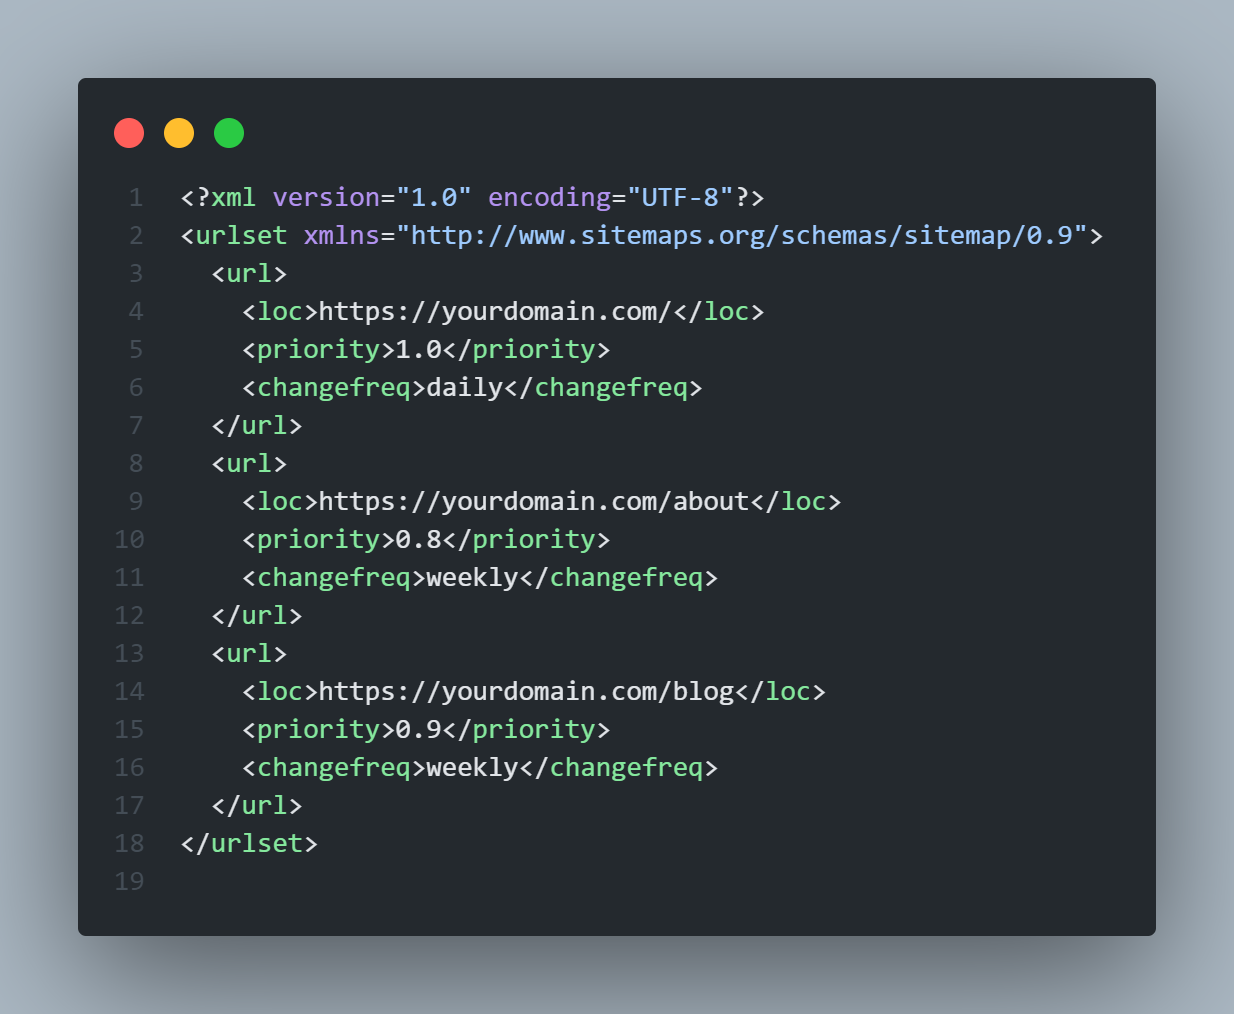 1 <?xml version="1.0" encoding="UTF-8"?>
2 <urlset xmlns="http://www.sitemaps.org/schemas/sitemap/0.9">
3   <url>
4     <loc>https://yourdomain.com/</loc>
5     <priority>1.0</priority>
6     <changefreq>daily</changefreq>
7   </url>
8   <url>
9     <loc>https://yourdomain.com/about</loc>
10     <priority>0.8</priority>
11     <changefreq>weekly</changefreq>
12   </url>
13   <url>
14     <loc>https://yourdomain.com/blog</loc>
15     <priority>0.9</priority>
16     <changefreq>weekly</changefreq>
17   </url>
18 </urlset>
19